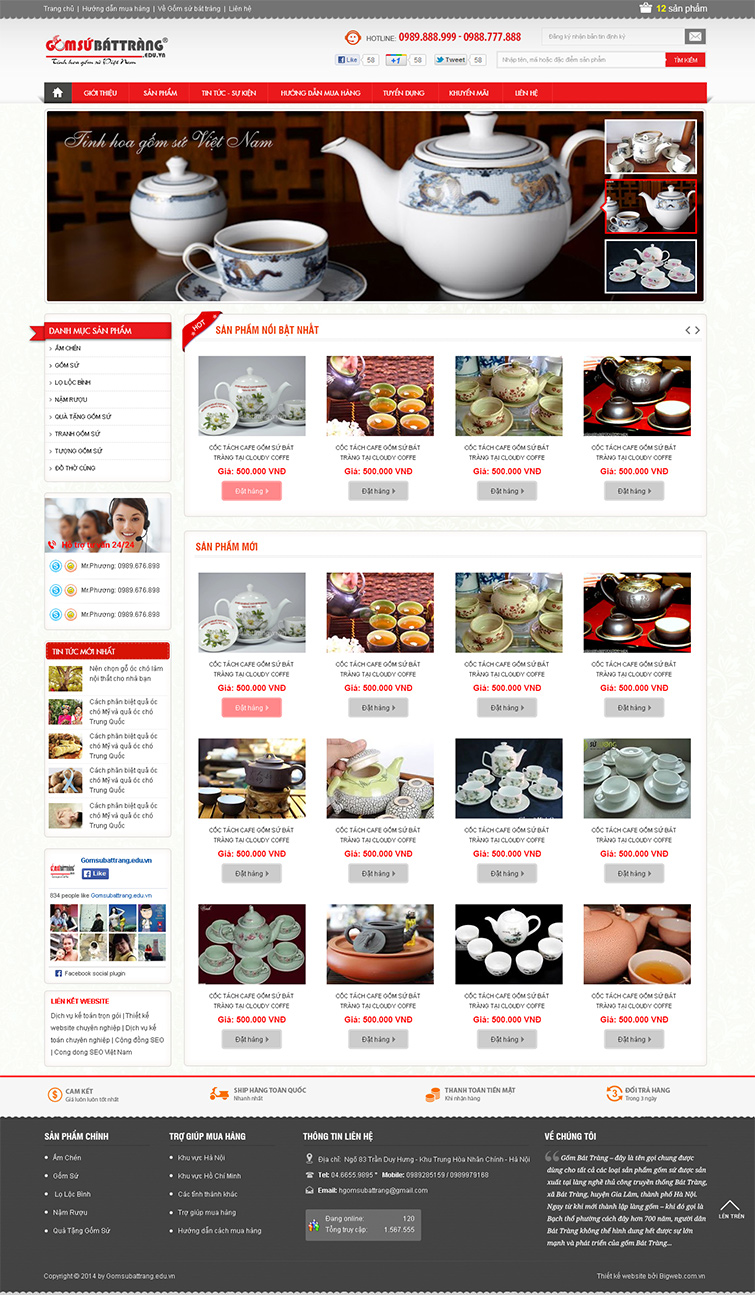 Trang chủ | Hướng dẫn mua hàng | Về Gốm sứ bát tràng | Liên hệ
12 sản phẩm
GỐMSỨBÁTTRÀNG®
.EDU.VN
Tinh hoa gốm sứ Việt Nam
HOTLINE: 0989.888.999 - 0988.777.888
Đăng ký nhận bản tin định kỳ
Like 58
+1 58
Tweet 58
Nhập tên, mã hoặc đặc điểm sản phẩm
TÌM KIẾM
GIỚI THIỆU
SẢN PHẨM
TIN TỨC - SỰ KIỆN
HƯỚNG DẪN MUA HÀNG
TUYỂN DỤNG
KHUYẾN MÃI
LIÊN HỆ
Tinh hoa gốm sứ Việt Nam
DANH MỤC SẢN PHẨM
ẤM CHÉN
GỐM SỨ
LỌ LỘC BÌNH
NẬM RƯỢU
QUÀ TẶNG GỐM SỨ
TRANH GỐM SỨ
TƯỢNG GỐM SỨ
ĐỒ THỜ CÚNG
Hỗ trợ tư vấn 24/24
Mr.Phương: 0989.676.898
Mr.Phương: 0989.676.898
Mr.Phương: 0989.676.898
TIN TỨC MỚI NHẤT
Nên chọn gỗ óc chó làm
nội thất cho nhà bạn
Cách phân biệt quả óc
chó Mỹ và quả óc chó
Trung Quốc
Cách phân biệt quả óc
chó Mỹ và quả óc chó
Trung Quốc
Cách phân biệt quả óc
chó Mỹ và quả óc chó
Trung Quốc
Cách phân biệt quả óc
chó Mỹ và quả óc chó
Trung Quốc
Gomsubattrang.edu.vn
Like
834 people like Gomsubattrang.edu.vn
Facebook social plugin
LIÊN KẾT WEBSITE
Dịch vụ kế toán trọn gói | Thiết kế
website chuyên nghiệp | Dịch vụ kế
toán chuyên nghiệp | Cộng đồng SEO
| Cong dong SEO Việt Nam
HOT
SẢN PHẨM NỔI BẬT NHẤT
CỐC TÁCH CAFE GỐM SỨ BÁT
TRÀNG TẠI CLOUDY COFFE
Giá: 500.000 VNĐ
Đặt hàng
CỐC TÁCH CAFE GỐM SỨ BÁT
TRÀNG TẠI CLOUDY COFFE
Giá: 500.000 VNĐ
Đặt hàng
CỐC TÁCH CAFE GỐM SỨ BÁT
TRÀNG TẠI CLOUDY COFFE
Giá: 500.000 VNĐ
Đặt hàng
CỐC TÁCH CAFE GỐM SỨ BÁT
TRÀNG TẠI CLOUDY COFFE
Giá: 500.000 VNĐ
Đặt hàng
SẢN PHẨM MỚI
CỐC TÁCH CAFE GỐM SỨ BÁT
TRÀNG TẠI CLOUDY COFFE
Giá: 500.000 VNĐ
Đặt hàng
CỐC TÁCH CAFE GỐM SỨ BÁT
TRÀNG TẠI CLOUDY COFFE
Giá: 500.000 VNĐ
Đặt hàng
CỐC TÁCH CAFE GỐM SỨ BÁT
TRÀNG TẠI CLOUDY COFFE
Giá: 500.000 VNĐ
Đặt hàng
CỐC TÁCH CAFE GỐM SỨ BÁT
TRÀNG TẠI CLOUDY COFFE
Giá: 500.000 VNĐ
Đặt hàng
CỐC TÁCH CAFE GỐM SỨ BÁT
TRÀNG TẠI CLOUDY COFFE
Giá: 500.000 VNĐ
Đặt hàng
CỐC TÁCH CAFE GỐM SỨ BÁT
TRÀNG TẠI CLOUDY COFFE
Giá: 500.000 VNĐ
Đặt hàng
CỐC TÁCH CAFE GỐM SỨ BÁT
TRÀNG TẠI CLOUDY COFFE
Giá: 500.000 VNĐ
Đặt hàng
CỐC TÁCH CAFE GỐM SỨ BÁT
TRÀNG TẠI CLOUDY COFFE
Giá: 500.000 VNĐ
Đặt hàng
CỐC TÁCH CAFE GỐM SỨ BÁT
TRÀNG TẠI CLOUDY COFFE
Giá: 500.000 VNĐ
Đặt hàng
CỐC TÁCH CAFE GỐM SỨ BÁT
TRÀNG TẠI CLOUDY COFFE
Giá: 500.000 VNĐ
Đặt hàng
CỐC TÁCH CAFE GỐM SỨ BÁT
TRÀNG TẠI CLOUDY COFFE
Giá: 500.000 VNĐ
Đặt hàng
CỐC TÁCH CAFE GỐM SỨ BÁT
TRÀNG TẠI CLOUDY COFFE
Giá: 500.000 VNĐ
Đặt hàng
CAM KẾT
Giá luôn luôn tốt nhất
SHIP HÀNG TOÀN QUỐC
Nhanh nhất
THANH TOÁN TIỀN MẶT
Khi nhận hàng
ĐỔI TRẢ HÀNG
Trong 3 ngày
SẢN PHẨM CHÍNH
Ấm Chén
Gốm Sứ
Lọ Lộc Bình
Nậm Rượu
Quà Tặng Gốm Sứ
TRỢ GIÚP MUA HÀNG
Khu vực Hà Nội
Khu vực Hồ Chí Minh
Các tỉnh thành khác
Trợ giúp mua hàng
Hướng dẫn cách mua hàng
THÔNG TIN LIÊN HỆ
Địa chỉ: Ngõ 83 Trần Duy Hưng - Khu Trung Hòa Nhân Chính - Hà Nội
Tel: 04.6655.9895 * Mobile: 0989205159 / 0989979168
Email: hgomsubattrang@gmail.com
Đang online: 120
Tổng truy cập: 1.567.555
VỀ CHÚNG TÔI
Gốm Bát Tràng – đây là tên gọi chung được
dùng cho tất cả các loại sản phẩm gốm sứ được sản
xuất tại làng nghề thủ công truyền thống Bát Tràng,
xã Bát Tràng, huyện Gia Lâm, thành phố Hà Nội.
Ngay từ khi mới thành lập làng gốm – khi đó gọi là
Bạch thổ phường cách đây hơn 700 năm, người dân
Bát Tràng không thể hình dung hết được sự lớn
mạnh và phát triển của gốm Bát Tràng...
LÊN TRÊN
Copyright © 2014 by Gomsubattrang.edu.vn
Thiết kế website bởi Bigweb.com.vn